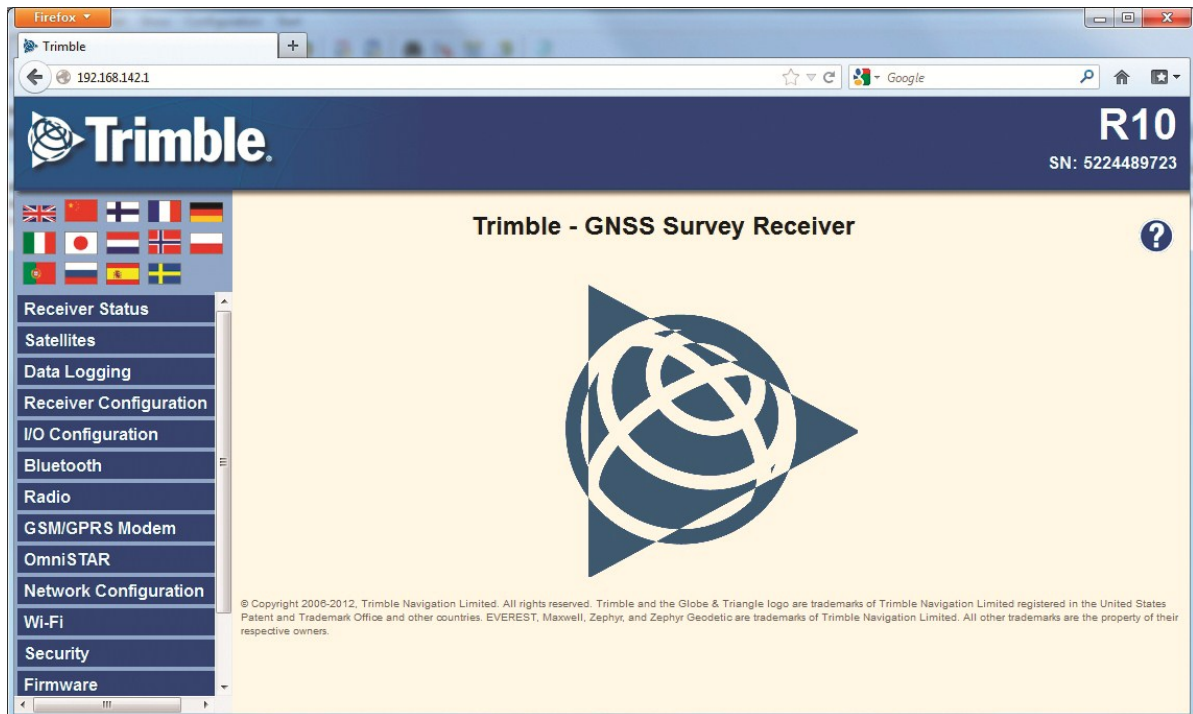 Firefox
Trimble
+
192.168.142.1
Google
Trimble.
R10
SN: 5224489723
Trimble - GNSS Survey Receiver
?
Receiver Status
Satellites
Data Logging
Receiver Configuration
I/O Configuration
Bluetooth
Radio
GSM/GPRS Modem
OmniSTAR
Network Configuration
Wi-Fi
Security
Firmware
© Copyright 2006-2012, Trimble Navigation Limited. All rights reserved. Trimble and the Globe & Triangle logo are trademarks of Trimble Navigation Limited registered in the United States
Patent and Trademark Office and other countries. EVEREST, Maxwell, Zephyr, and Zephyr Geodetic are trademarks of Trimble Navigation Limited. All other trademarks are the property of their
respective owners.